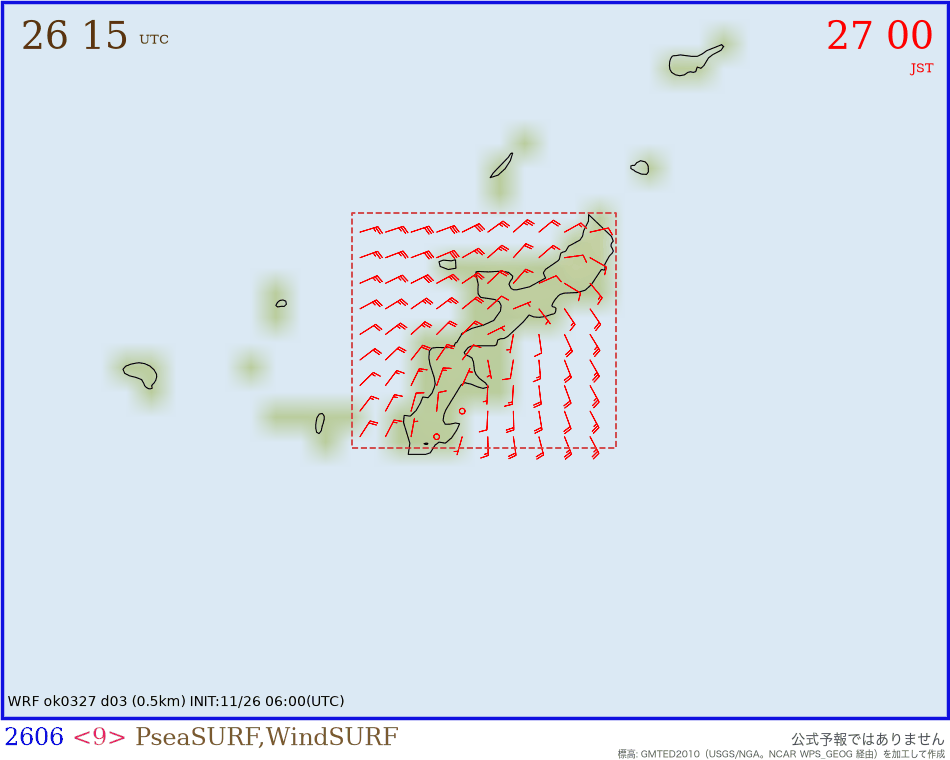 26 15 UTC
27 00
JST
WRF ok0327 d03 (0.5km) INIT:11/26 06:00(UTC)
2606 <9> PseaSURF,WindSURF
公式予報ではありません
標高: GMTED2010（USGS/NGA。NCAR WPS_GEOG 経由）を加工して作成